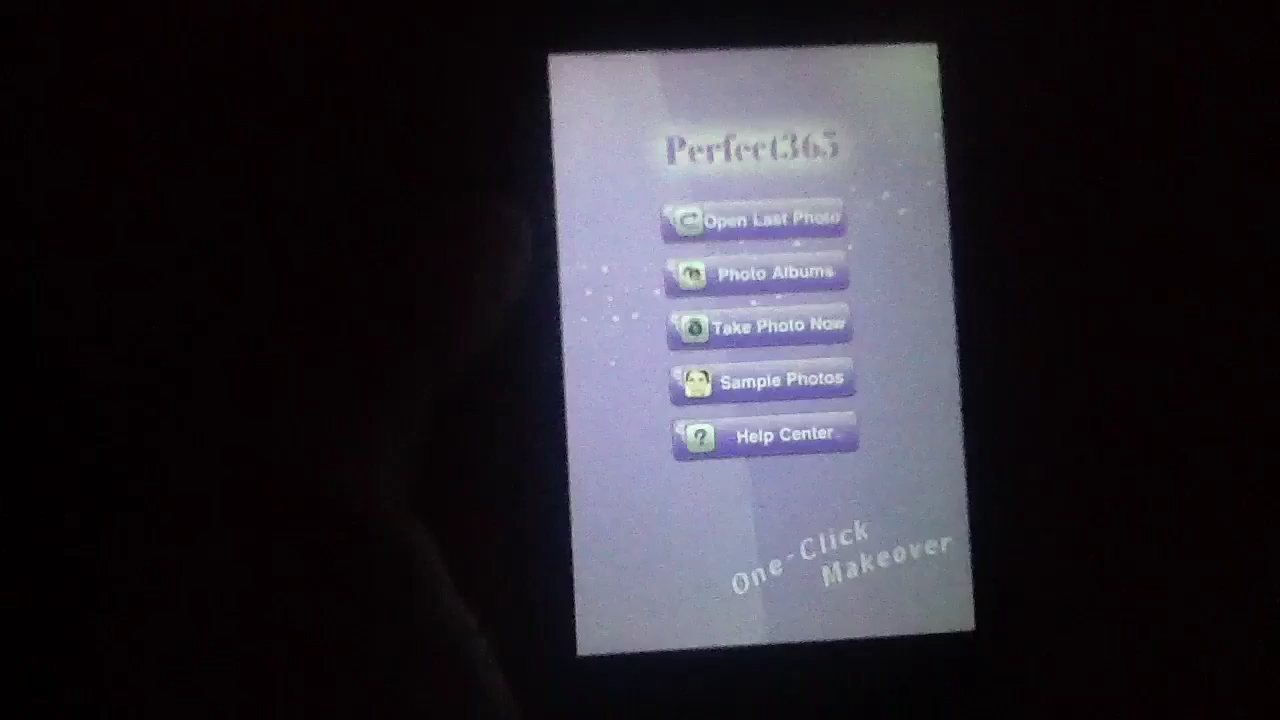 Perfect365
Open Last Photo
Photo Albums
Take Photo Now
Sample Photos
? Help Center
One-Click
Makeover